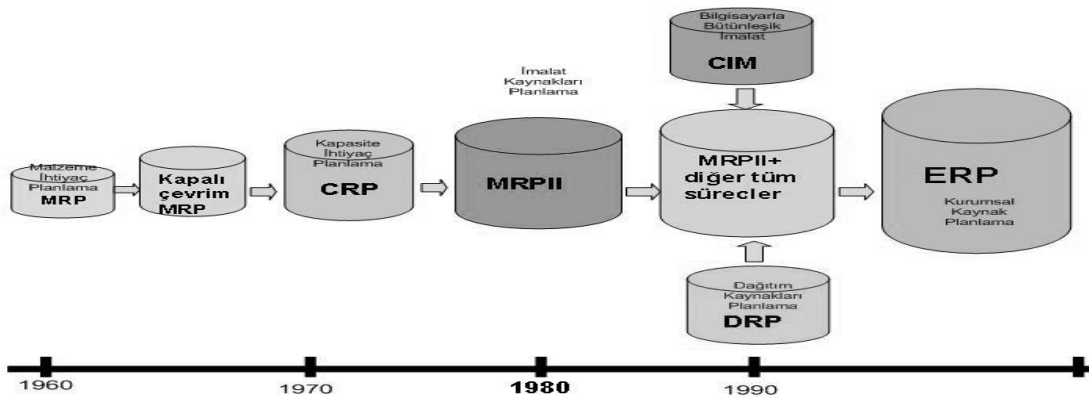 Malzeme
İhtiyaç
Planlama
MRP
Kapalı
çevrim
MRP
Kapasite
İhtiyaç
Planlama
CRP
İmalat
Kaynakları
Planlama
MRPII
Bilgisayarla
Bütünleşik
İmalat
CIM
MRPII+
diğer tüm
süreçler
Dağıtım
Kaynakları
Planlama
DRP
ERP
Kurumsal
Kaynak
Planlama
1960
1970
1980
1990